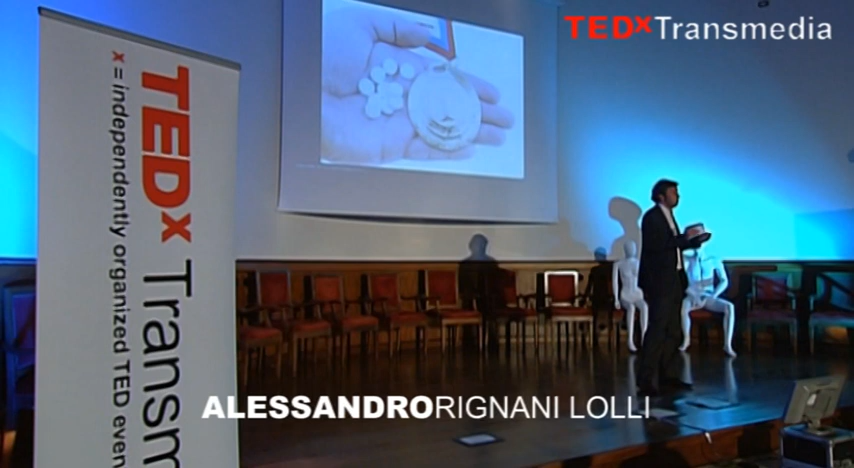 TEDxTransmedia
TEDx Transm
x = independently organized TED even
ALESSANDRORIGNANI LOLLI